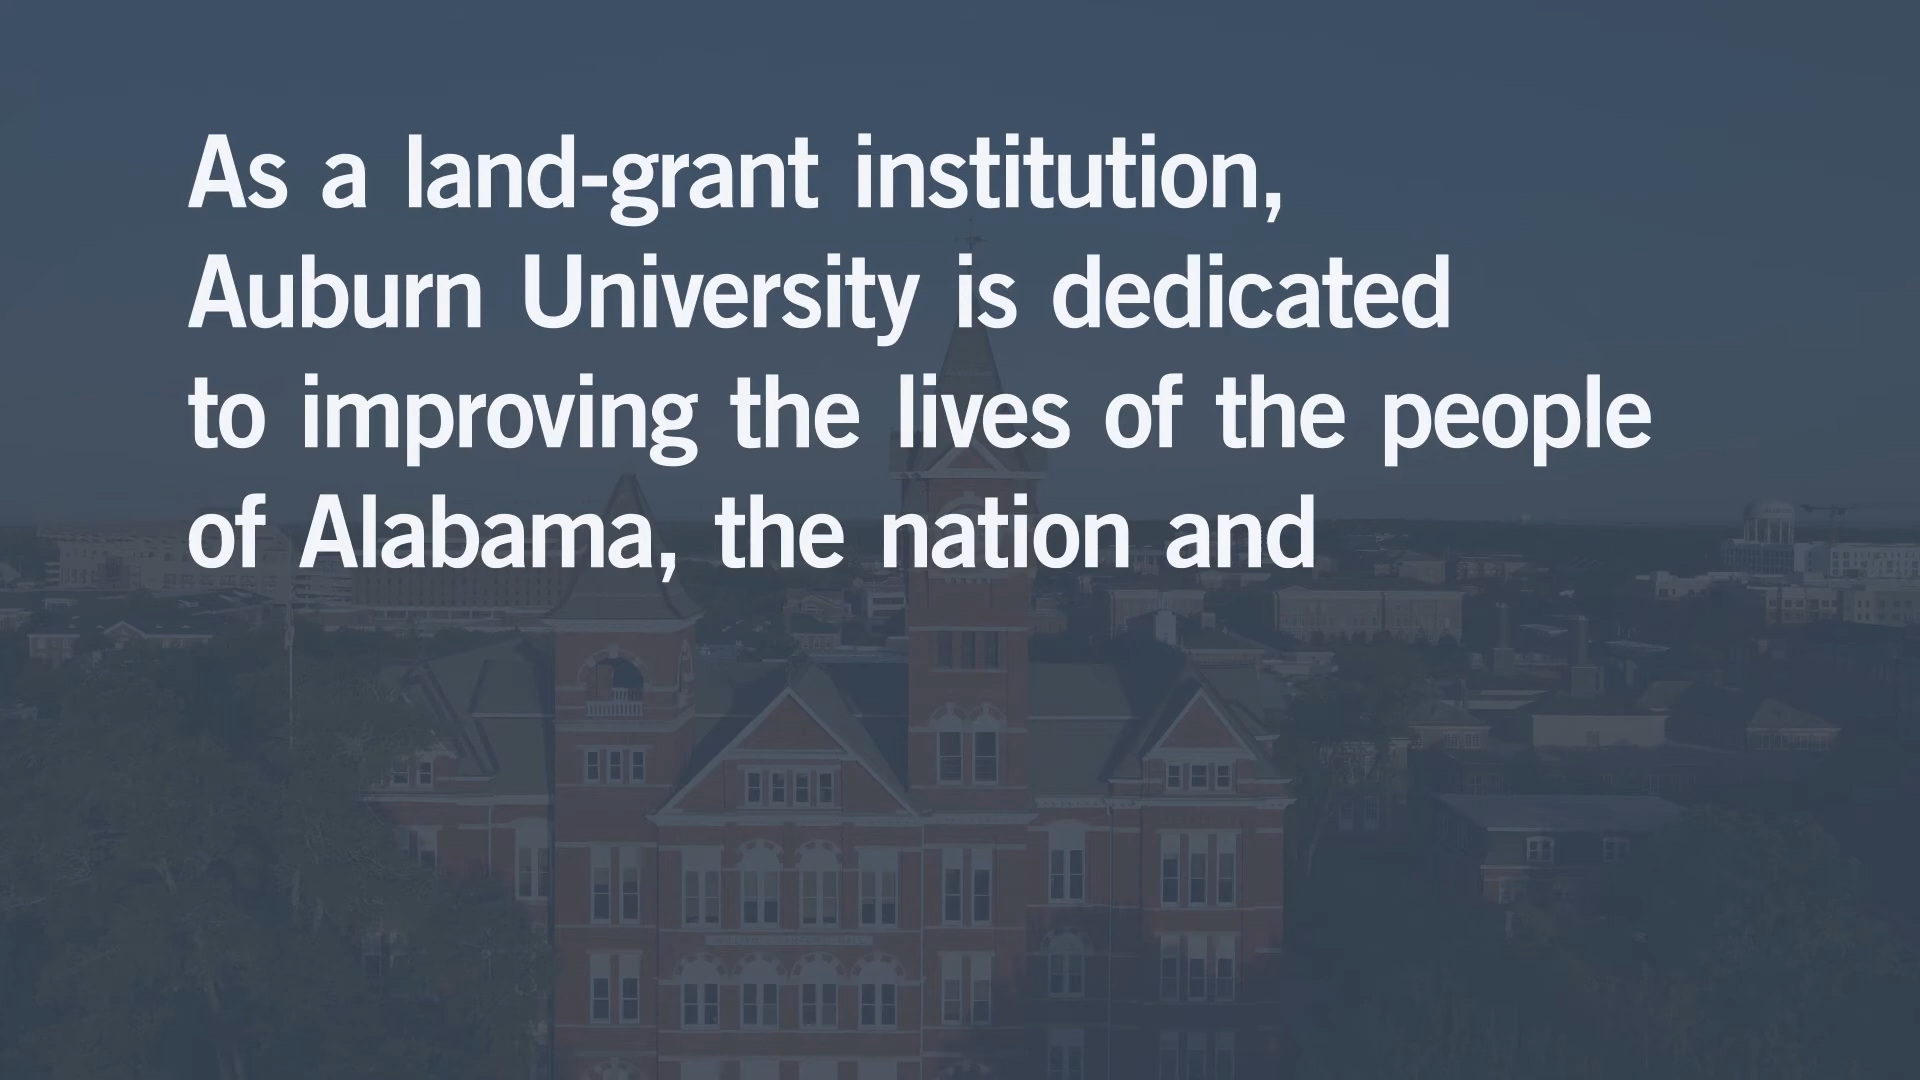 As a land-grant institution,
Auburn University is dedicated
to improving the lives of the people
of Alabama, the nation and